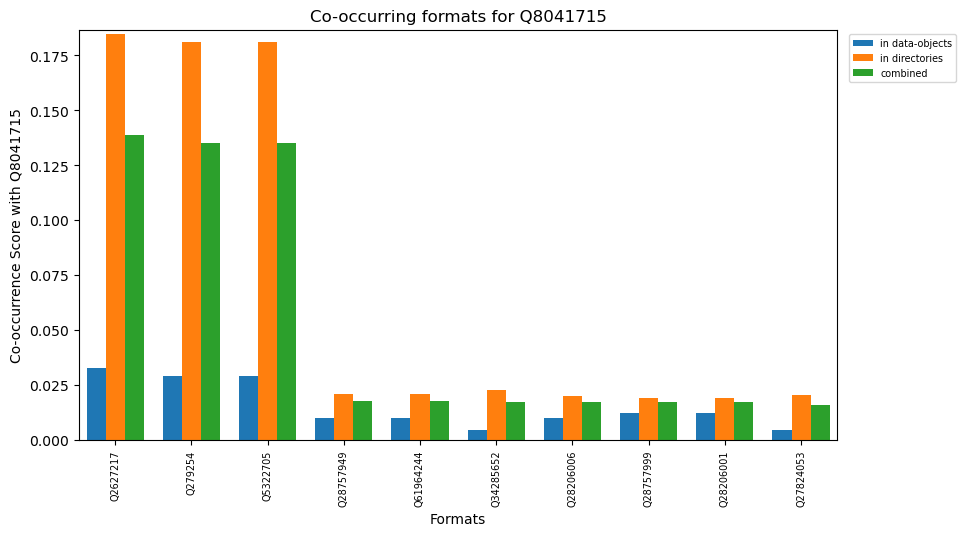 Co-occurring formats for Q8041715
in data-objects
in directories
combined
Co-occurrence Score with Q8041715
0.175
0.150
0.125
0.100
0.075
0.050
0.025
0.000
Q2627217
Q279254
Q5322705
Q28757949
Q61964244
Q34285652
Q28206006
Q28757999
Q28206001
Q27824053
Formats